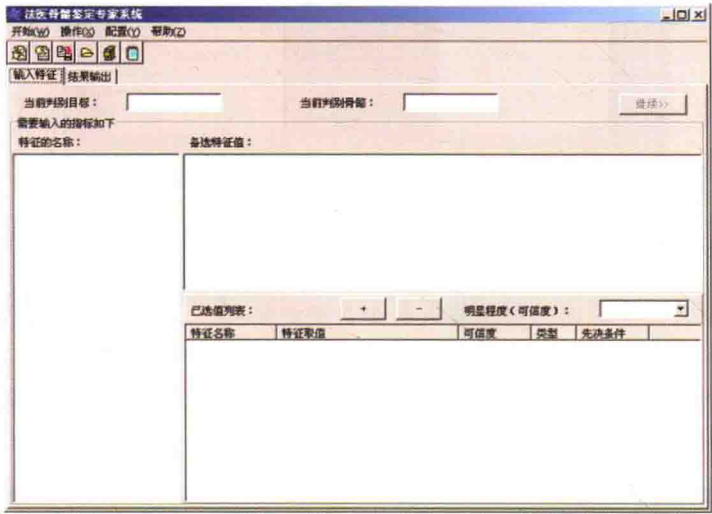 法医骨骼鉴定专家系统
开始(W) 操作(X) 配置(Y) 帮助(Z)
输入特征 结果输出
当前判别目标： 当前判别骨骼： 继续>>
需要输入的指标如下
特征的名称： 备选特征值：
已选值列表： + - 明显程度(可信度)：
特征名称 特征取值 可信度 类型 先决条件